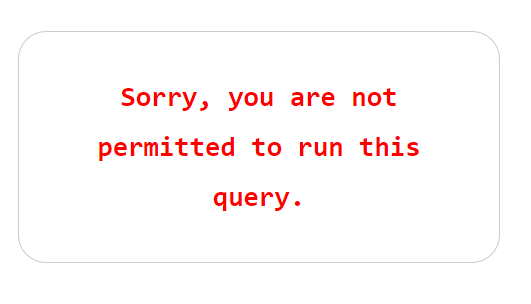 Sorry, you are not
permitted to run this
query.